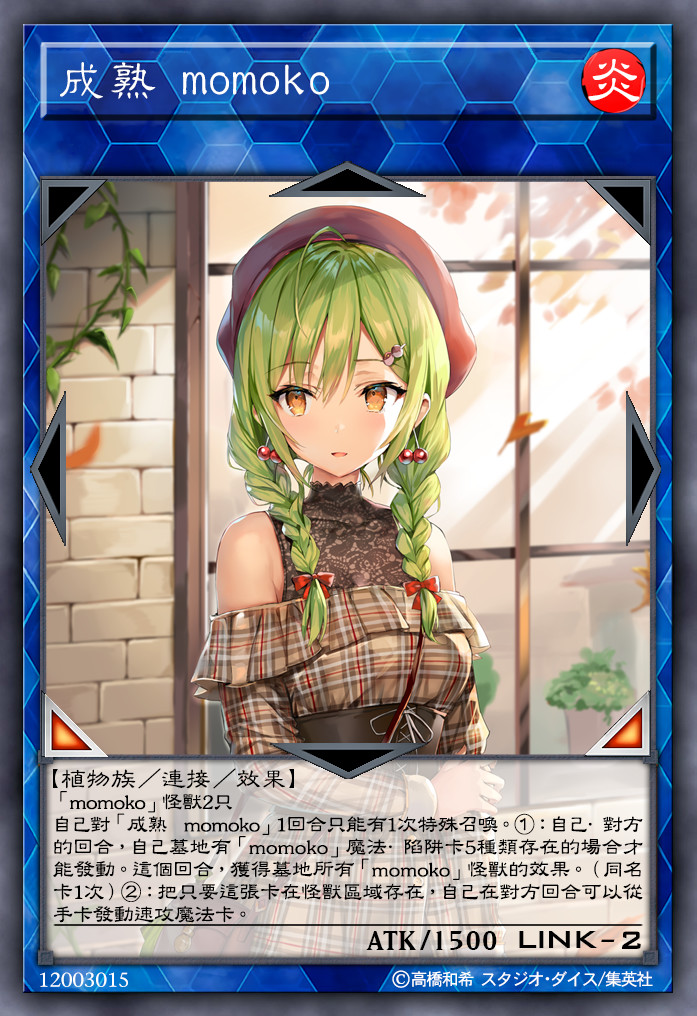 成熟 momoko
炎
【植物族／連接／效果】
「momoko」怪獸2只
自己對「成熟 momoko」1回合只能有1次特殊召喚。①：自己· 對方
的回合，自己墓地有「momoko」魔法· 陷阱卡5種類存在的場合才
能發動。這個回合，獲得墓地所有「momoko」怪獸的效果。（同名
卡1次）②：把只要這張卡在怪獸區域存在，自己在對方回合可以從
手卡發動速攻魔法卡。
ATK/1500 LINK-2
12003015 ©高橋和希 スタジオ・ダイス/集英社